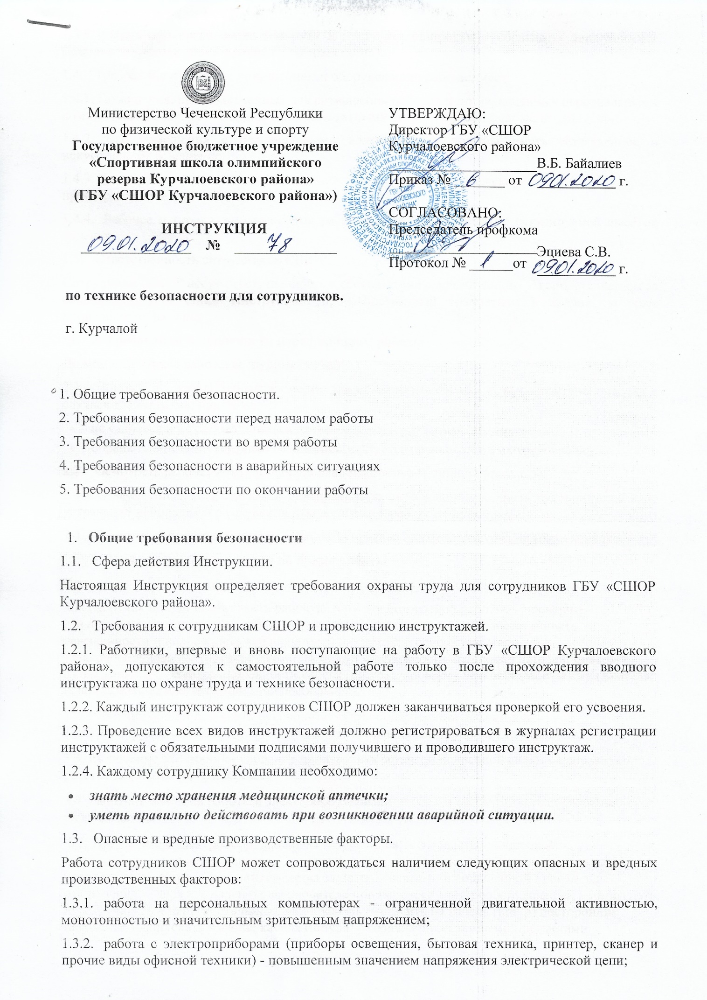 Министерство Чеченской Республики
по физической культуре и спорту
Государственное бюджетное учреждение
«Спортивная школа олимпийского
резерва Курчалоевского района»
(ГБУ «СШОР Курчалоевского района»)
ИНСТРУКЦИЯ
09.01.2020 № 78
УТВЕРЖДАЮ:
Директор ГБУ «СШОР
Курчалоевского района»
В.Б. Байалиев
Приказ № 6 от 09.01.2020 г.
СОГЛАСОВАНО:
Председатель профкома
Эциева С.В.
Протокол № 1 от 09.01.2020 г.
ГБУ "СШОР
КУРЧАЛОЕВСКОГО
РАЙОНА"
по технике безопасности для сотрудников.
г. Курчалой
1. Общие требования безопасности.
2. Требования безопасности перед началом работы
3. Требования безопасности во время работы
4. Требования безопасности в аварийных ситуациях
5. Требования безопасности по окончании работы
1. Общие требования безопасности
1.1. Сфера действия Инструкции.
Настоящая Инструкция определяет требования охраны труда для сотрудников ГБУ «СШОР
Курчалоевского района».
1.2. Требования к сотрудникам СШОР и проведению инструктажей.
1.2.1. Работники, впервые и вновь поступающие на работу в ГБУ «СШОР Курчалоевского
района», допускаются к самостоятельной работе только после прохождения вводного
инструктажа по охране труда и технике безопасности.
1.2.2. Каждый инструктаж сотрудников СШОР должен заканчиваться проверкой его усвоения.
1.2.3. Проведение всех видов инструктажей должно регистрироваться в журналах регистрации
инструктажей с обязательными подписями получившего и проводившего инструктаж.
1.2.4. Каждому сотруднику Компании необходимо:
• знать место хранения медицинской аптечки;
• уметь правильно действовать при возникновении аварийной ситуации.
1.3. Опасные и вредные производственные факторы.
Работа сотрудников СШОР может сопровождаться наличием следующих опасных и вредных
производственных факторов:
1.3.1. работа на персональных компьютерах - ограниченной двигательной активностью,
монотонностью и значительным зрительным напряжением;
1.3.2. работа с электроприборами (приборы освещения, бытовая техника, принтер, сканер и
прочие виды офисной техники) - повышенным значением напряжения электрической цепи;